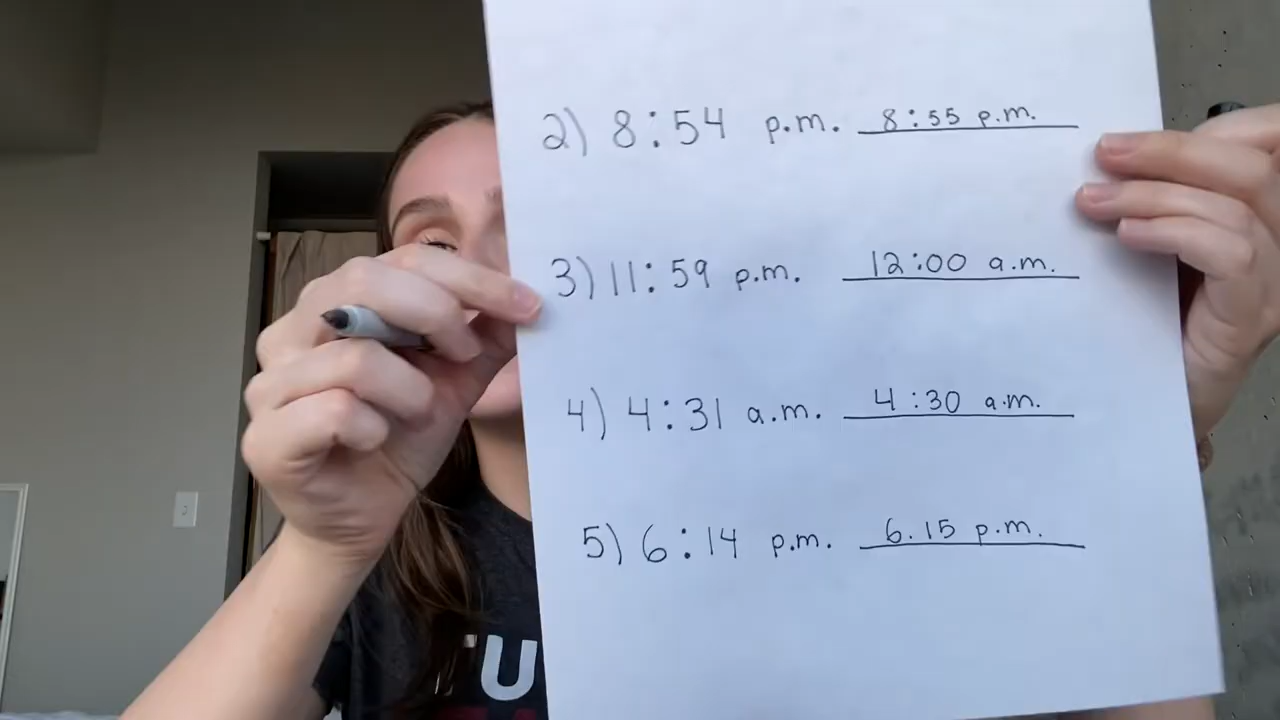 2) 8:54 p.m. 8:55 p.m.
3) 11:59 p.m. 12:00 a.m.
4) 4:31 a.m. 4:30 a.m.
5) 6:14 p.m. 6.15 p.m.